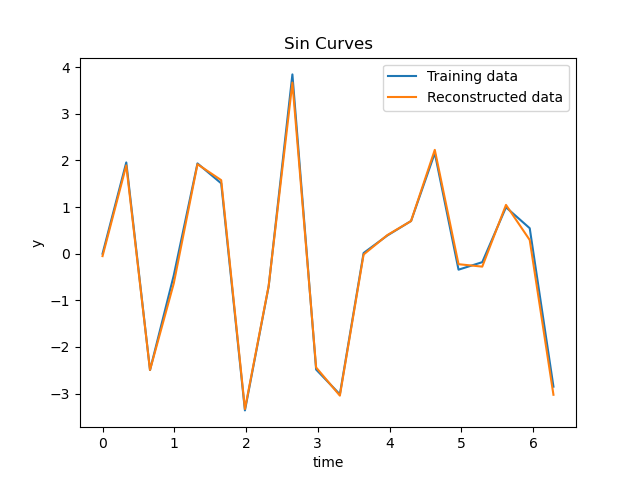 Sin Curves
Training data
Reconstructed data
4
3
2
1
0
−1
−2
−3
y
0 1 2 3 4 5 6
time